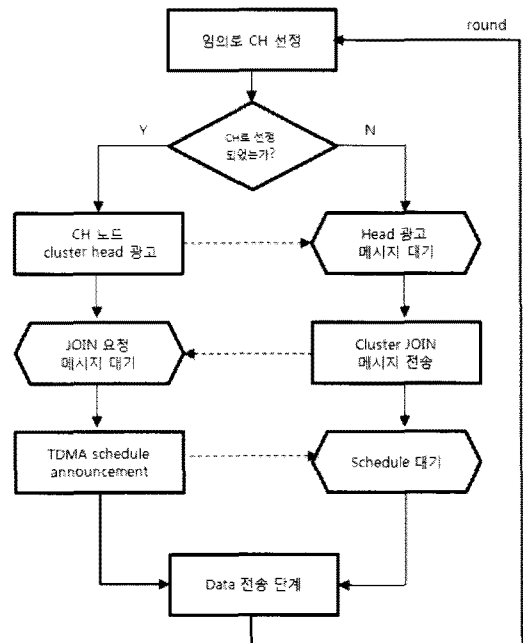 round
임의로 CH 선정
CH로 선정
되었는가?
Y
N
CH 노드
cluster head 광고
Head 광고
메시지 대기
JOIN 요청
메시지 대기
Cluster JOIN
메시지 전송
TDMA schedule
announcement
Schedule 대기
Data 전송 단계